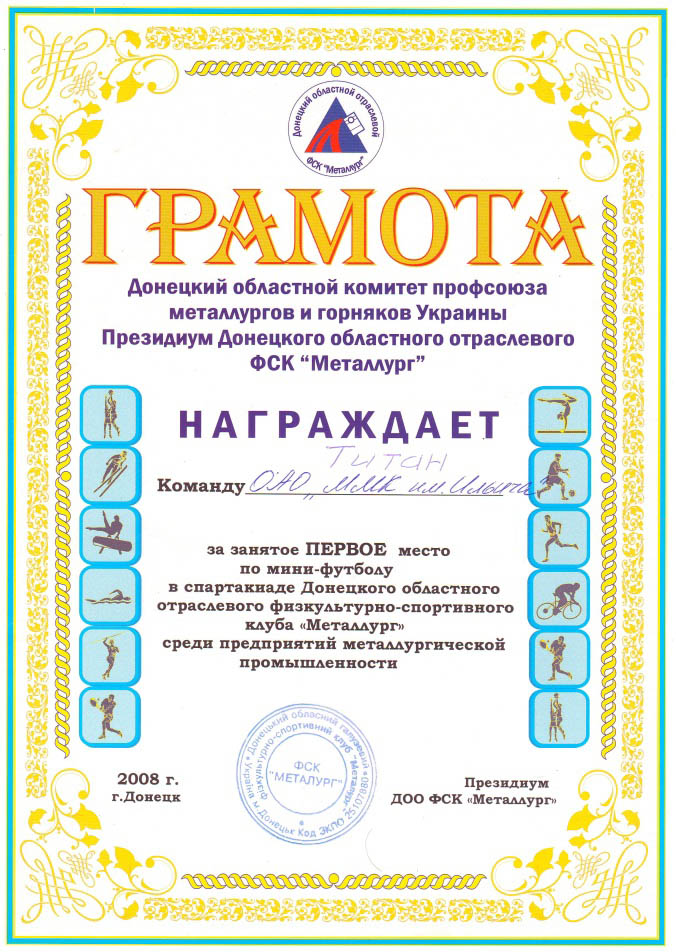 Донецкий областной отраслевой
ФСК "Металлург"
ГРАМОТА
Донецкий областной комитет профсоюза
металлургов и горняков Украины
Президиум Донецкого областного отраслевого
ФСК “Металлург”
НАГРАЖДАЕТ
Титан
Команду ОАО „ММК им. Ильича"
за занятое ПЕРВОЕ место
по мини-футболу
в спартакиаде Донецкого областного
отраслевого физкультурно-спортивного
клуба «Металлург»
среди предприятий металлургической
промышленности
Донецький обласний галузевий
фізкультурно-спортивний клуб "Металург"
Україна м Донецьк Код ЗКПО 25107880
ФСК
"МЕТАЛУРГ"
2008 г.
г.Донецк
Президиум
ДОО ФСК «Металлург»